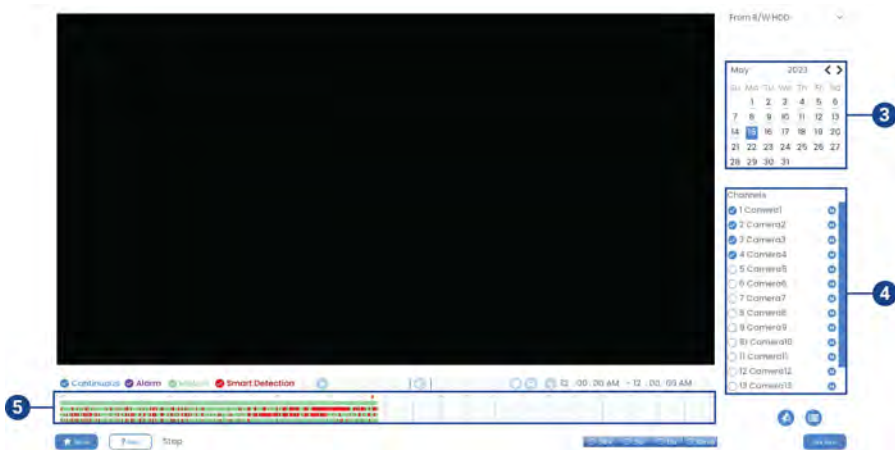 From R/W HDD
May 2023
Su Mo Tu We Th Fr Sa
1 2 3 4 5 6
7 8 9 10 11 12 13
14 15 16 17 18 19 20
21 22 23 24 25 26 27
28 29 30 31
3
Channels
1 Camera1
2 Camera2
3 Camera3
4 Camera4
5 Camera5
6 Camera6
7 Camera7
8 Camera8
9 Camera9
10 Camera10
11 Camera11
12 Camera12
13 Camera13
4
Continuous Alarm Motion Smart Detection
12 :00 :00 AM - 12 :00 :00 AM
5
Stop